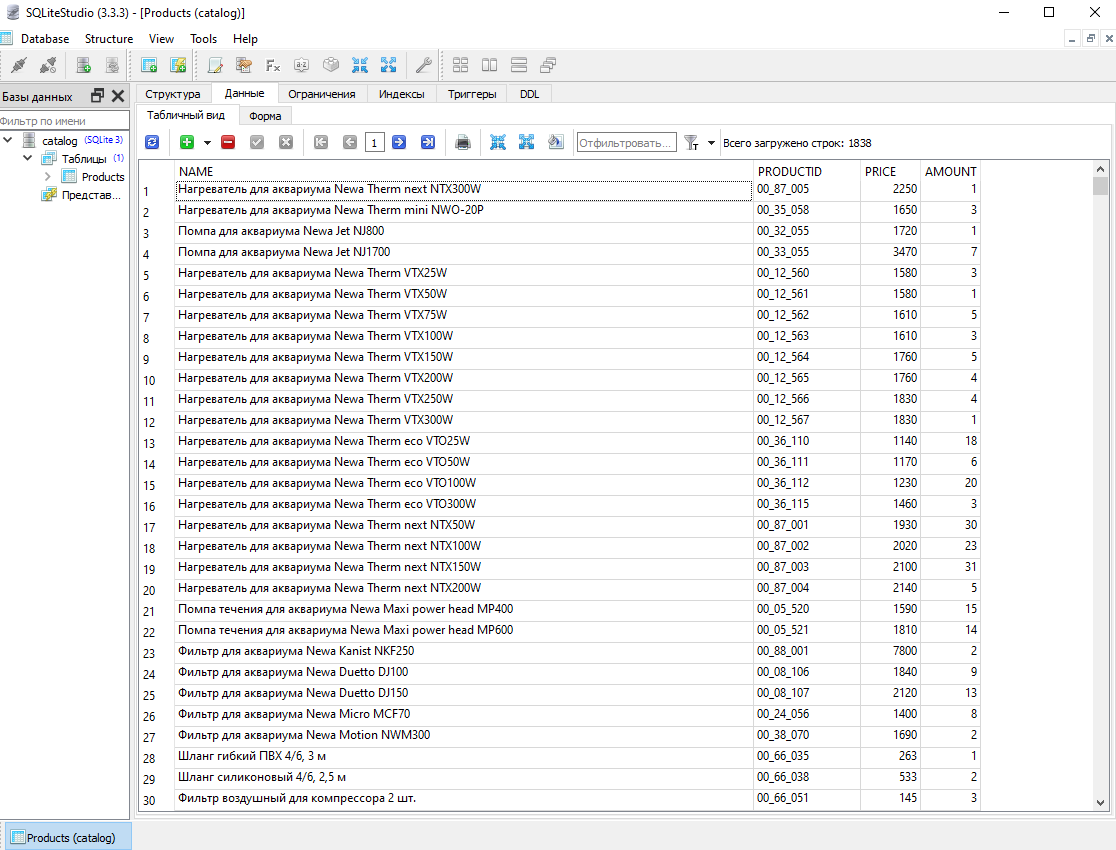 SQLiteStudio (3.3.3) - [Products (catalog)]
Database Structure View Tools Help
Базы данных
Структура Данные Ограничения Индексы Триггеры DDL
Фильтр по имени
Табличный вид Форма
catalog (SQLite 3)
Таблицы (1)
Products
Представ...
1 Отфильтровать... Всего загружено строк: 1838
NAME PRODUCTID PRICE AMOUNT
1 Нагреватель для аквариума Newa Therm next NTX300W 00_87_005 2250 1
2 Нагреватель для аквариума Newa Therm mini NWO-20P 00_35_058 1650 3
3 Помпа для аквариума Newa Jet NJ800 00_32_055 1720 1
4 Помпа для аквариума Newa Jet NJ1700 00_33_055 3470 7
5 Нагреватель для аквариума Newa Therm VTX25W 00_12_560 1580 3
6 Нагреватель для аквариума Newa Therm VTX50W 00_12_561 1580 1
7 Нагреватель для аквариума Newa Therm VTX75W 00_12_562 1610 5
8 Нагреватель для аквариума Newa Therm VTX100W 00_12_563 1610 3
9 Нагреватель для аквариума Newa Therm VTX150W 00_12_564 1760 5
10 Нагреватель для аквариума Newa Therm VTX200W 00_12_565 1760 4
11 Нагреватель для аквариума Newa Therm VTX250W 00_12_566 1830 4
12 Нагреватель для аквариума Newa Therm VTX300W 00_12_567 1830 1
13 Нагреватель для аквариума Newa Therm eco VTO25W 00_36_110 1140 18
14 Нагреватель для аквариума Newa Therm eco VTO50W 00_36_111 1170 6
15 Нагреватель для аквариума Newa Therm eco VTO100W 00_36_112 1230 20
16 Нагреватель для аквариума Newa Therm eco VTO300W 00_36_115 1460 3
17 Нагреватель для аквариума Newa Therm next NTX50W 00_87_001 1930 30
18 Нагреватель для аквариума Newa Therm next NTX100W 00_87_002 2020 23
19 Нагреватель для аквариума Newa Therm next NTX150W 00_87_003 2100 31
20 Нагреватель для аквариума Newa Therm next NTX200W 00_87_004 2140 5
21 Помпа течения для аквариума Newa Maxi power head MP400 00_05_520 1590 15
22 Помпа течения для аквариума Newa Maxi power head MP600 00_05_521 1810 14
23 Фильтр для аквариума Newa Kanist NKF250 00_88_001 7800 2
24 Фильтр для аквариума Newa Duetto DJ100 00_08_106 1840 9
25 Фильтр для аквариума Newa Duetto DJ150 00_08_107 2120 13
26 Фильтр для аквариума Newa Micro MCF70 00_24_056 1400 8
27 Фильтр для аквариума Newa Motion NWM300 00_38_070 1690 2
28 Шланг гибкий ПВХ 4/6, 3 м 00_66_035 263 1
29 Шланг силиконовый 4/6, 2,5 м 00_66_038 533 2
30 Фильтр воздушный для компрессора 2 шт. 00_66_051 145 3
Products (catalog)